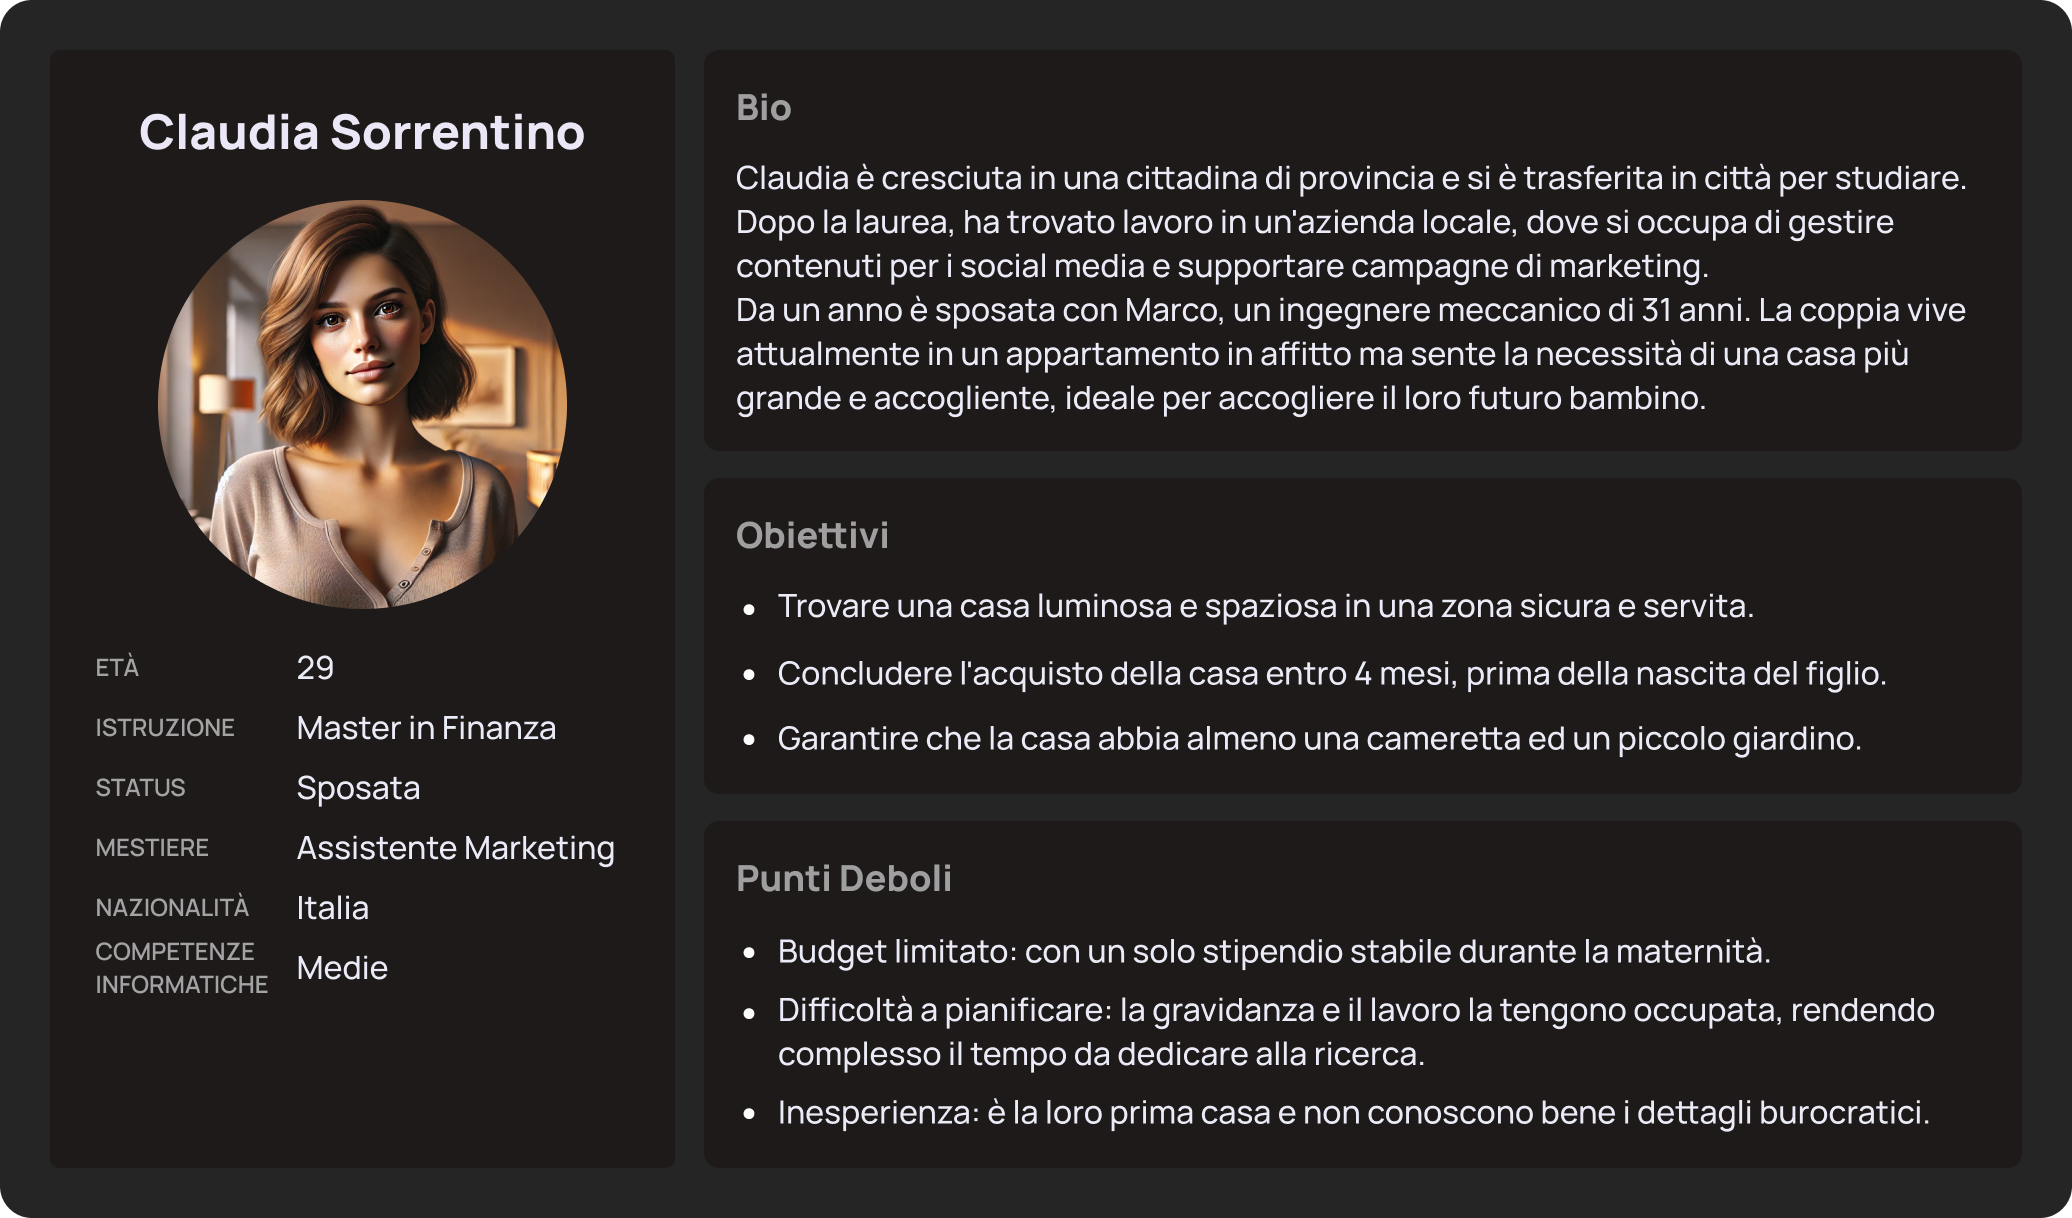 Claudia Sorrentino
ETÀ 29
ISTRUZIONE Master in Finanza
STATUS Sposata
MESTIERE Assistente Marketing
NAZIONALITÀ Italia
COMPETENZE
INFORMATICHE Medie
Bio
Claudia è cresciuta in una cittadina di provincia e si è trasferita in città per studiare.
Dopo la laurea, ha trovato lavoro in un'azienda locale, dove si occupa di gestire
contenuti per i social media e supportare campagne di marketing.
Da un anno è sposata con Marco, un ingegnere meccanico di 31 anni. La coppia vive
attualmente in un appartamento in affitto ma sente la necessità di una casa più
grande e accogliente, ideale per accogliere il loro futuro bambino.
Obiettivi
• Trovare una casa luminosa e spaziosa in una zona sicura e servita.
• Concludere l'acquisto della casa entro 4 mesi, prima della nascita del figlio.
• Garantire che la casa abbia almeno una cameretta ed un piccolo giardino.
Punti Deboli
• Budget limitato: con un solo stipendio stabile durante la maternità.
• Difficoltà a pianificare: la gravidanza e il lavoro la tengono occupata, rendendo
complesso il tempo da dedicare alla ricerca.
• Inesperienza: è la loro prima casa e non conoscono bene i dettagli burocratici.